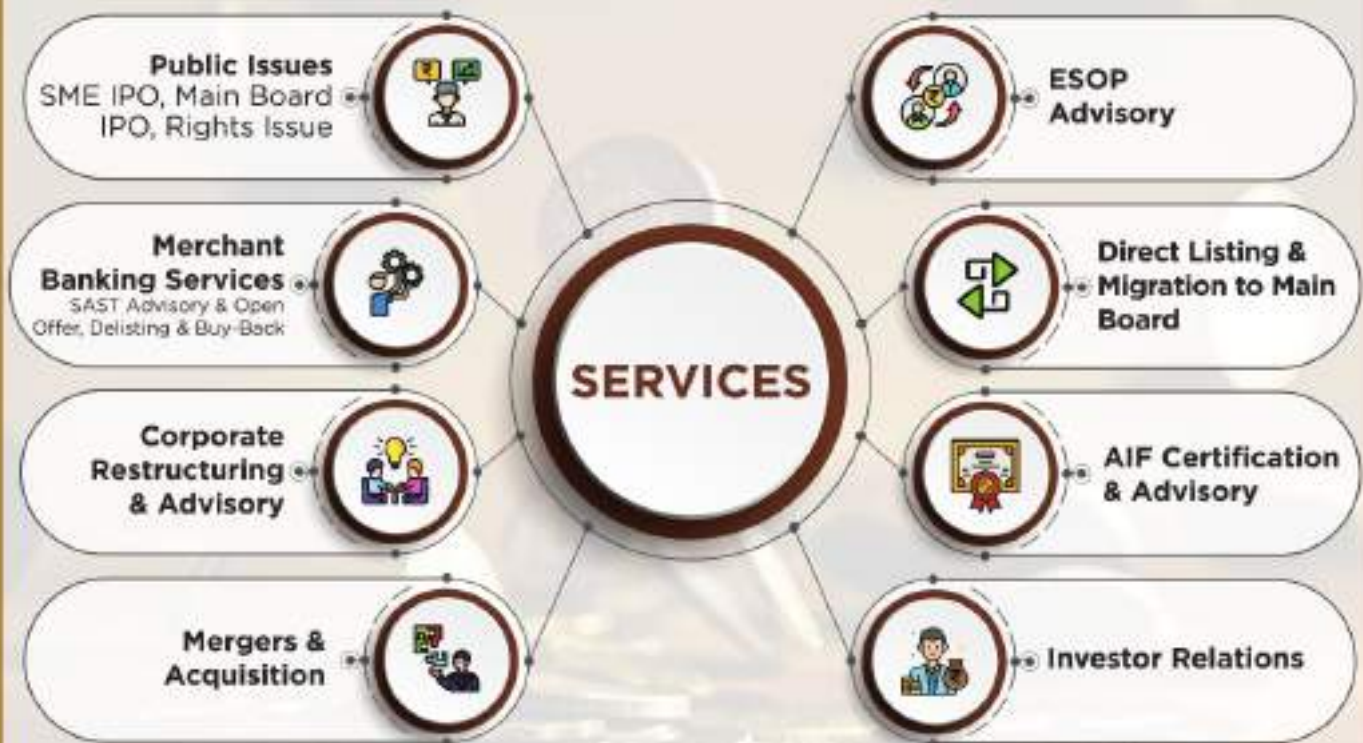 Public Issues
SME IPO, Main Board
IPO, Rights Issue
Merchant
Banking Services
SAST Advisory & Open
Offer, Delisting & Buy-Back
Corporate
Restructuring
& Advisory
Mergers &
Acquisition
SERVICES
ESOP
Advisory
Direct Listing &
Migration to Main
Board
AIF Certification
& Advisory
Investor Relations